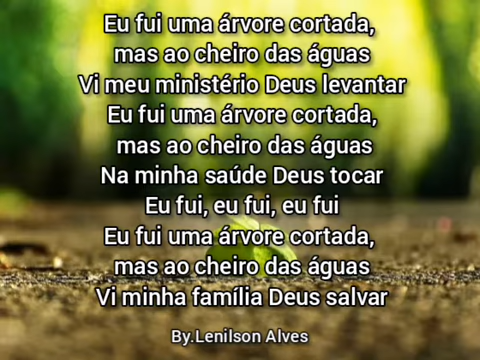 Eu fui uma árvore cortada,
mas ao cheiro das águas
Vi meu ministério Deus levantar
Eu fui uma árvore cortada,
mas ao cheiro das águas
Na minha saúde Deus tocar
Eu fui, eu fui, eu fui
Eu fui uma árvore cortada,
mas ao cheiro das águas
Vi minha família Deus salvar
By.Lenilson Alves